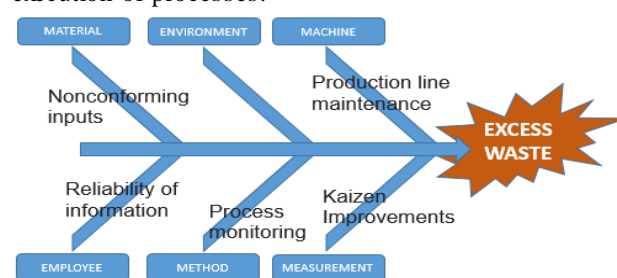 execution of processes.
MATERIAL
ENVIRONMENT
MACHINE
Nonconforming
inputs
Production line
maintenance
EXCESS
WASTE
Reliability of
information
Process
monitoring
Kaizen
Improvements
EMPLOYEE
METHOD
MEASUREMENT